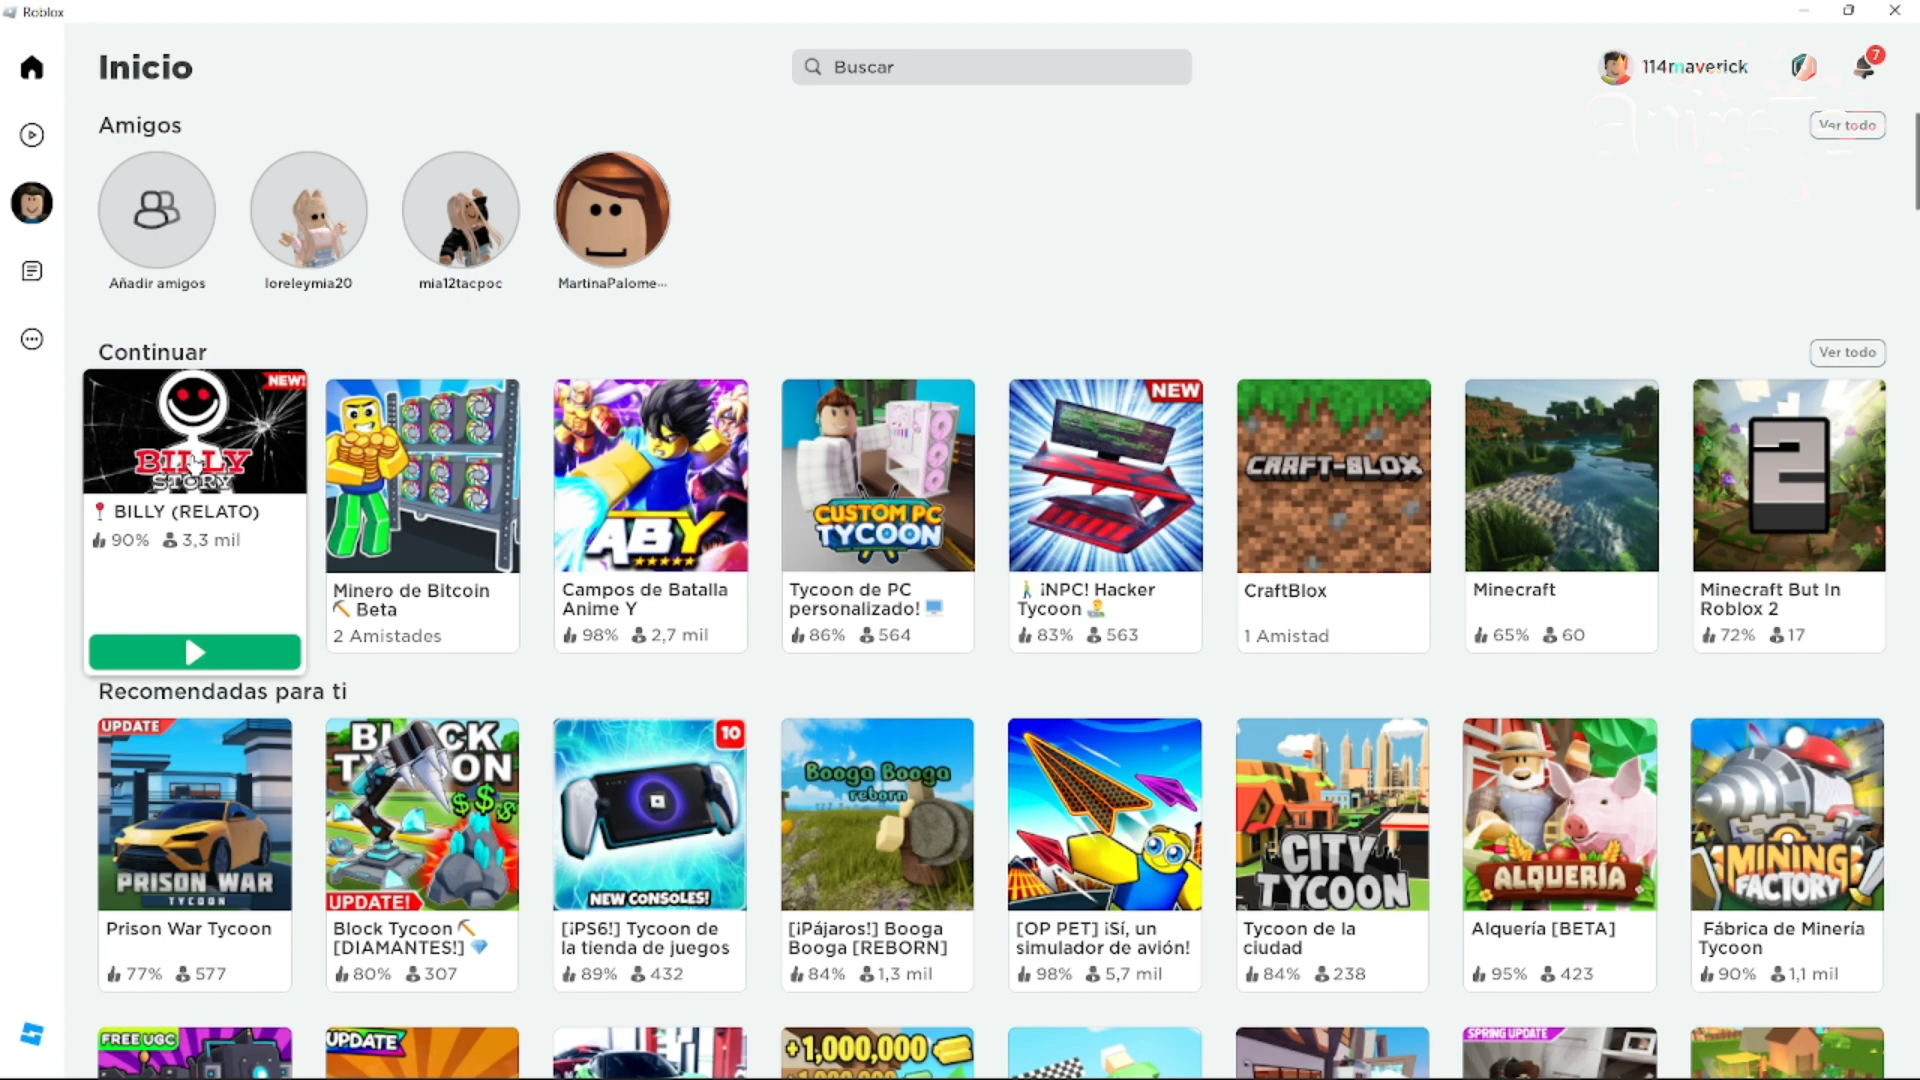 Roblox
Inicio
Buscar
114maverick
7
Amigos
Ver todo
Añadir amigos
loreleymia20
mia12tacpoc
MartinaPalome...
Continuar
Ver todo
NEW!
BILLY
STORY
📍 BILLY (RELATO)
90% 3,3 mil
Minero de Bitcoin
⛏️ Beta
2 Amistades
ABY
Campos de Batalla
Anime Y
98% 2,7 mil
CUSTOM PC
TYCOON
Tycoon de PC
personalizado! 🖥️
86% 564
NEW
🚶 ¡NPC! Hacker
Tycoon 👨‍💻
83% 563
CRAFT-BLOX
CraftBlox
1 Amistad
Minecraft
65% 60
2
Minecraft But In
Roblox 2
72% 17
Recomendadas para ti
UPDATE
PRISON WAR
TYCOON
Prison War Tycoon
77% 577
BLOCK
TYCOON
$ $ $
UPDATE!
Block Tycoon ⛏️
[DIAMANTES!] 💎
80% 307
10
NEW CONSOLES!
[¡PS6!] Tycoon de
la tienda de juegos
89% 432
Booga Booga
reborn
[¡Pájaros!] Booga
Booga [REBORN]
84% 1,3 mil
[OP PET] ¡Sí, un
simulador de avión!
98% 5,7 mil
CITY
TYCOON
Tycoon de la
ciudad
84% 238
ALQUERÍA
Alquería [BETA]
95% 423
MINING
FACTORY
Fábrica de Minería
Tycoon
90% 1,1 mil
FREE UGC
UPDATE
+1,000,000
SPRING UPDATE